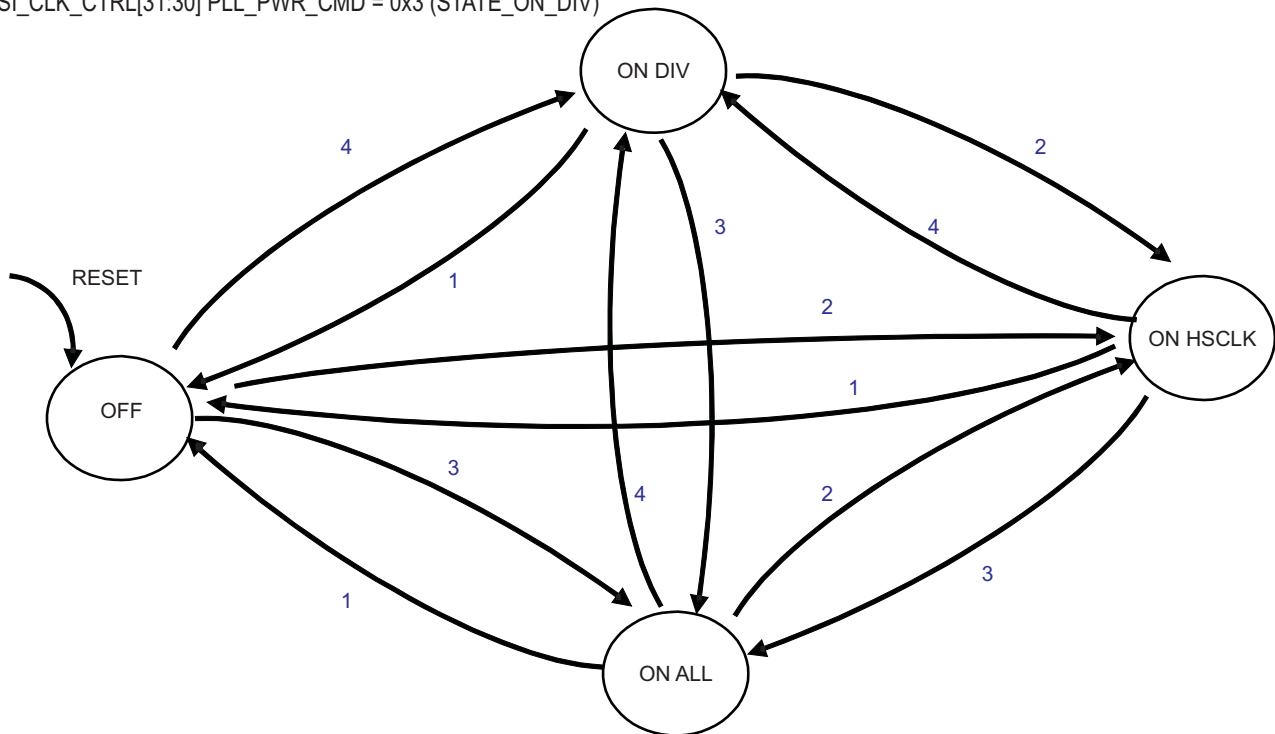 SI_CLK_CTRL[31:30] PLL_PWR_CMD = 0x3 (STATE_ON_DIV)
ON DIV
4
2
3
4
1
RESET
2
ON HSCLK
1
OFF
3
4
2
3
1
ON ALL